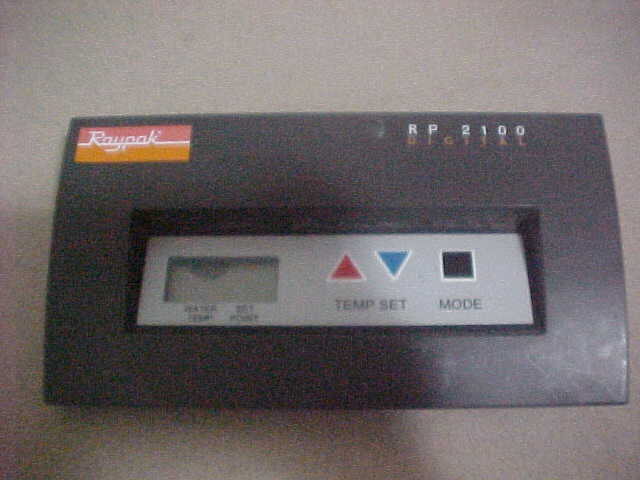 Raypak
RP 2100
DIGITAL
WATER TEMP
SET POINT
TEMP SET
MODE